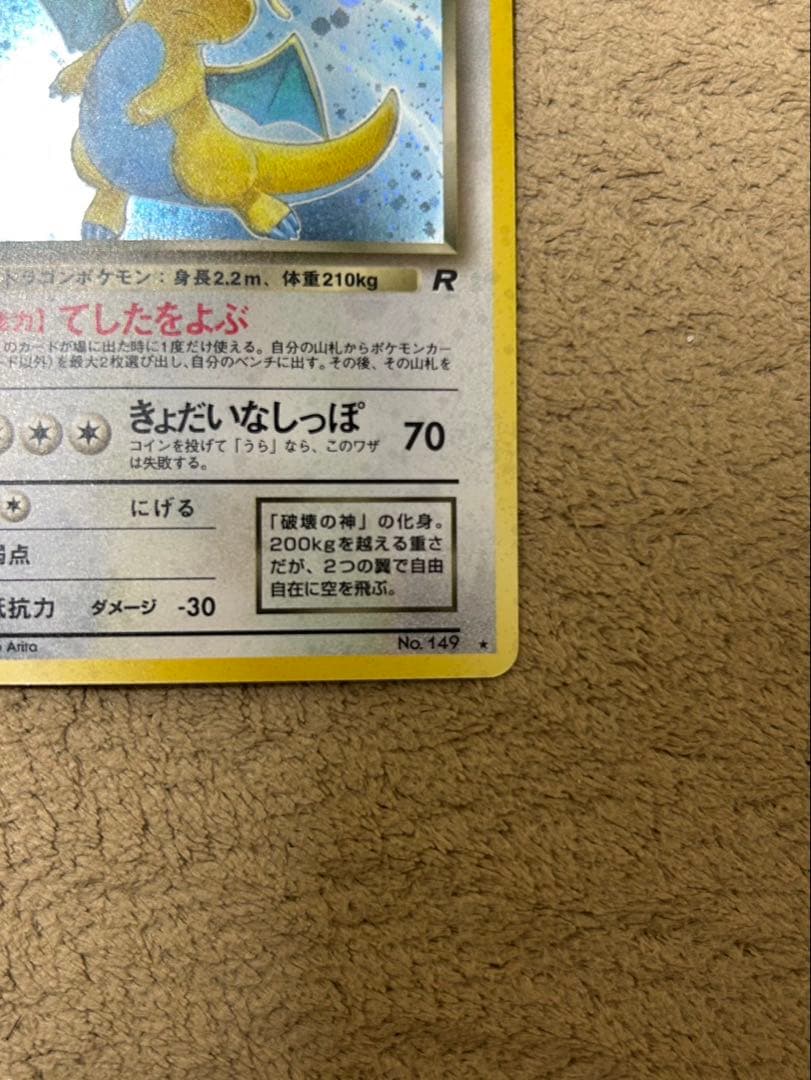 ドラゴンポケモン：身長2.2m、体重210kg R
力］てしたをよぶ
のカードが場に出た時に1度だけ使える。自分の山札からポケモンカー
ド以外）を最大2枚選び出し、自分のベンチに出す。その後、その山札を
きょだいなしっぽ 70
コインを投げて「うら」なら、このワザ
は失敗する。
にげる
弱点
抵抗力 ダメージ -30
「破壊の神」の化身。
200kgを越える重さ
だが、2つの翼で自由
自在に空を飛ぶ。
Arita
No. 149 ★